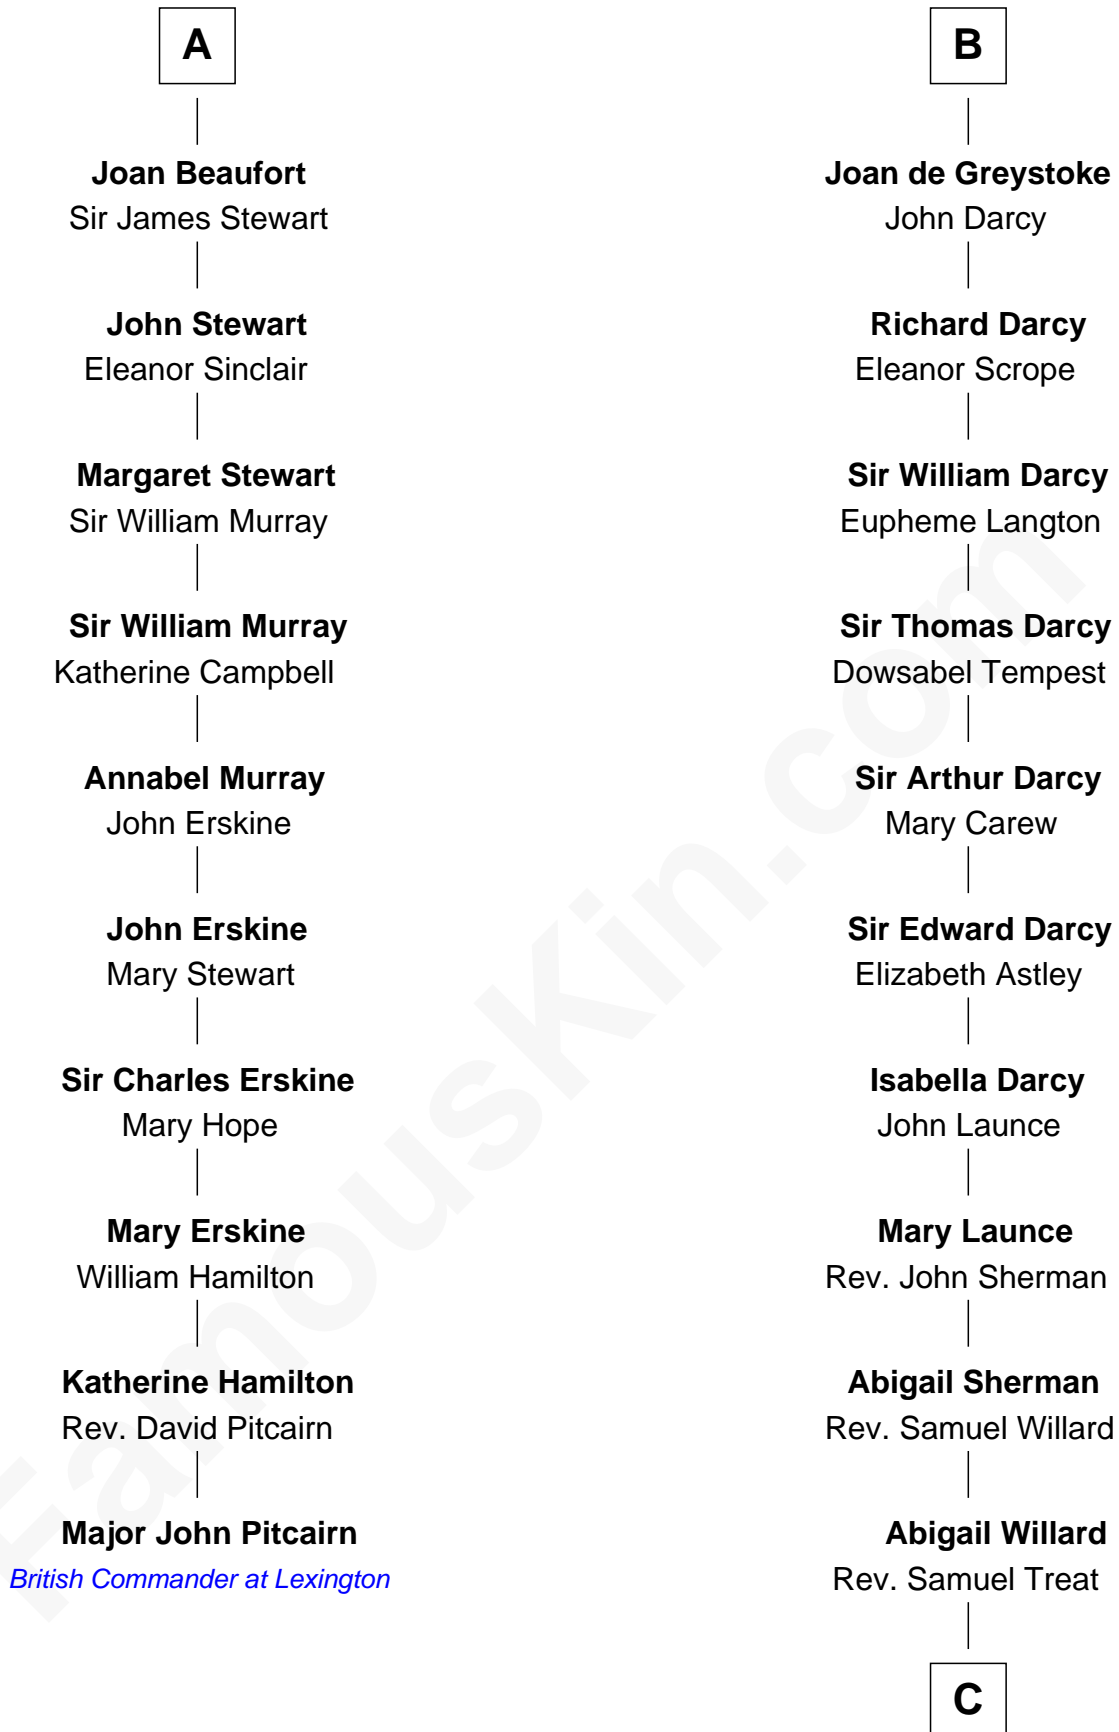 A
Joan Beaufort
Sir James Stewart
John Stewart
Eleanor Sinclair
Margaret Stewart
Sir William Murray
Sir William Murray
Katherine Campbell
Annabel Murray
John Erskine
John Erskine
Mary Stewart
Sir Charles Erskine
Mary Hope
Mary Erskine
William Hamilton
Katherine Hamilton
Rev. David Pitcairn
Major John Pitcairn
British Commander at Lexington
B
Joan de Greystoke
John Darcy
Richard Darcy
Eleanor Scrope
Sir William Darcy
Eupheme Langton
Sir Thomas Darcy
Dowsabel Tempest
Sir Arthur Darcy
Mary Carew
Sir Edward Darcy
Elizabeth Astley
Isabella Darcy
John Launce
Mary Launce
Rev. John Sherman
Abigail Sherman
Rev. Samuel Willard
Abigail Willard
Rev. Samuel Treat
C
FamousKin.com